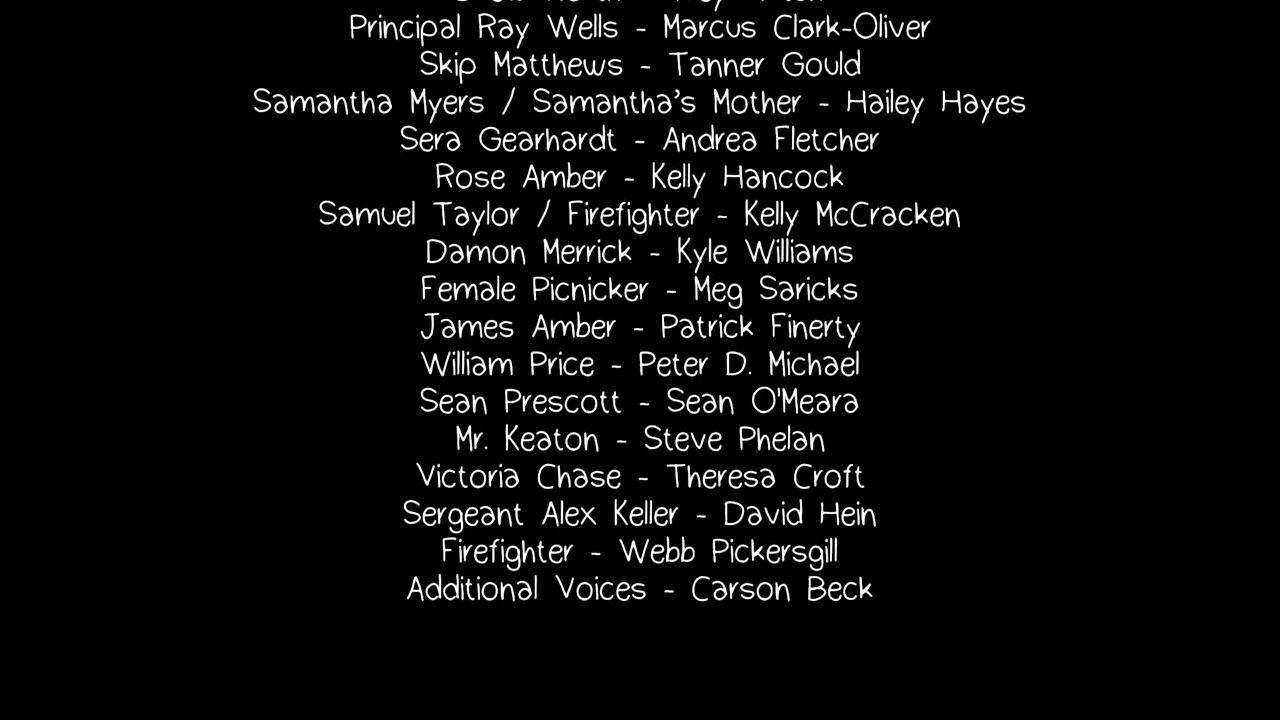 Principal Ray Wells - Marcus Clark-Oliver
Skip Matthews - Tanner Gould
Samantha Myers / Samantha's Mother - Hailey Hayes
Sera Gearhardt - Andrea Fletcher
Rose Amber - Kelly Hancock
Samuel Taylor / Firefighter - Kelly McCracken
Damon Merrick - Kyle Williams
Female Picnicker - Meg Saricks
James Amber - Patrick Finerty
William Price - Peter D. Michael
Sean Prescott - Sean O'Meara
Mr. Keaton - Steve Phelan
Victoria Chase - Theresa Croft
Sergeant Alex Keller - David Hein
Firefighter - Webb Pickersgill
Additional Voices - Carson Beck